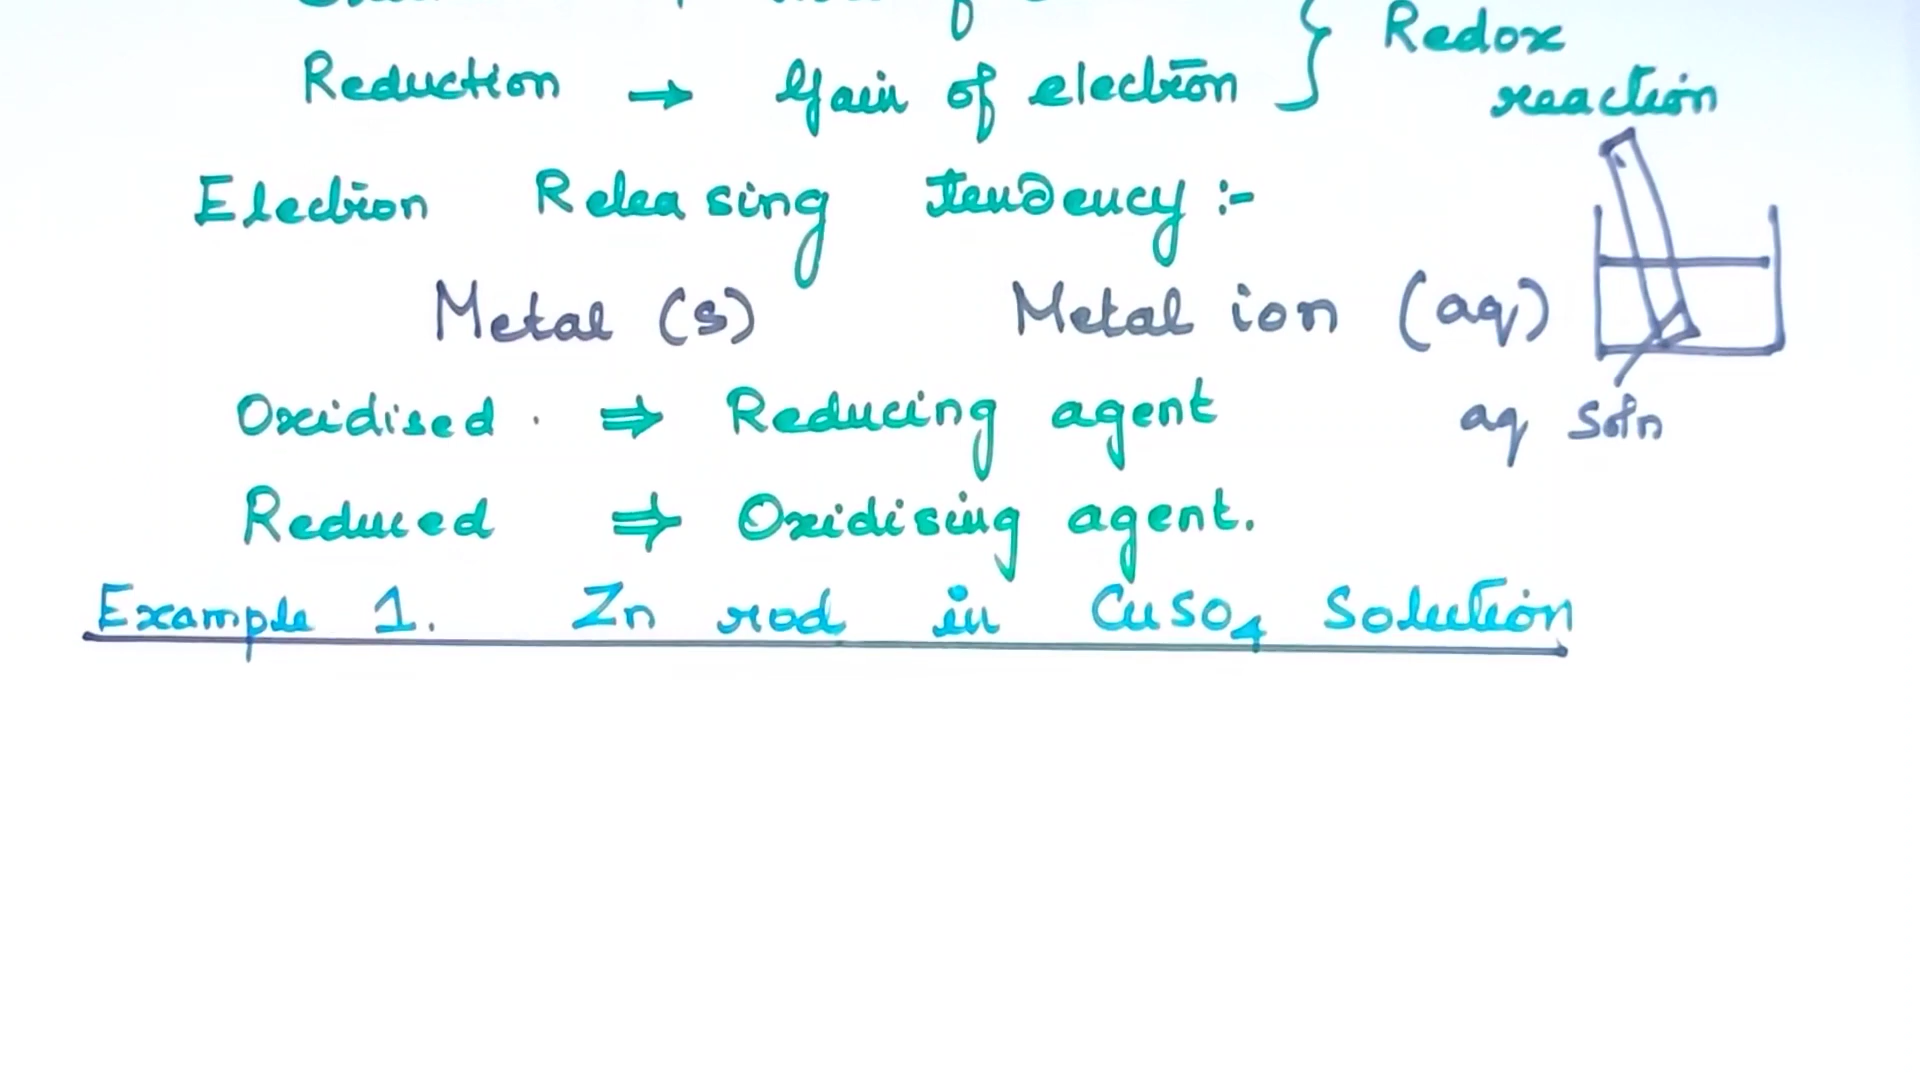 Redox
Reduction → Gain of electron } reaction
Electron Releasing tendency :-
Metal (s) Metal ion (aq)
Oxidised . ⇒ Reducing agent aq soln
Reduced ⇒ Oxidising agent.
Example 1. Zn rod in CuSO₄ Solution